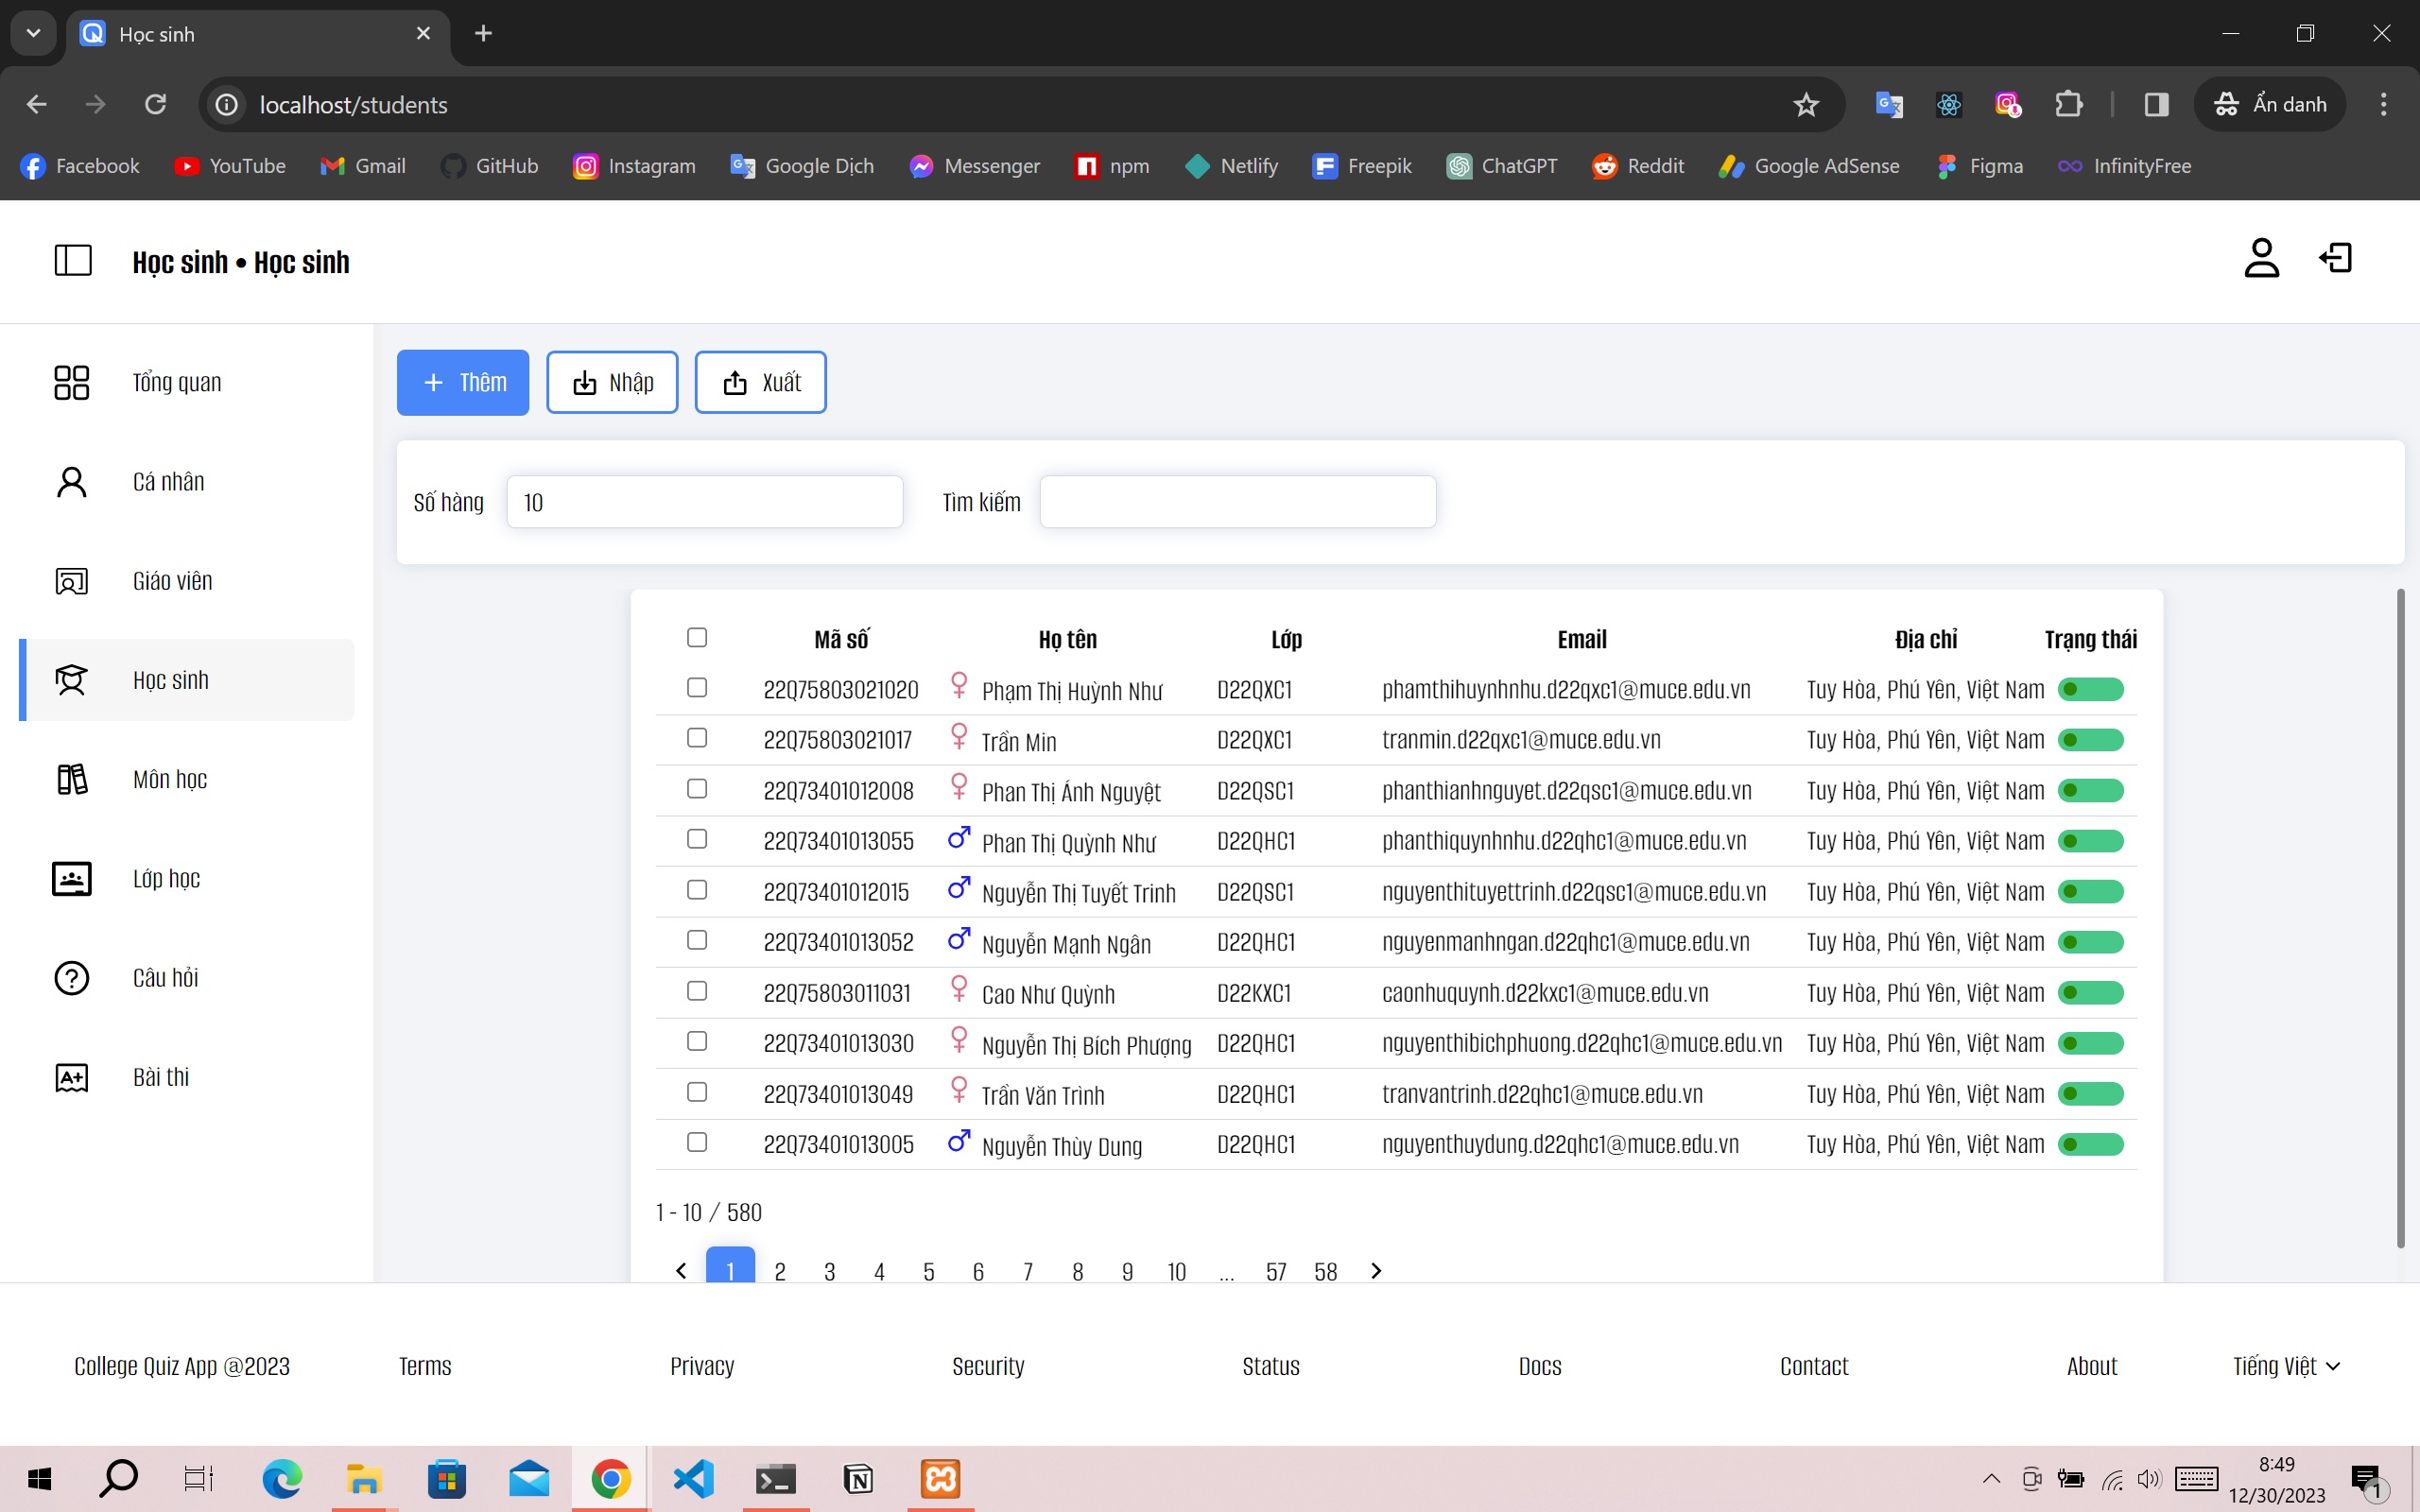 Học sinh
localhost/students
Ẩn danh
Facebook YouTube Gmail GitHub Instagram Google Dịch Messenger npm Netlify Freepik ChatGPT Reddit Google AdSense Figma InfinityFree
Học sinh • Học sinh
Tổng quan
Cá nhân
Giáo viên
Học sinh
Môn học
Lớp học
Câu hỏi
Bài thi
+ Thêm Nhập Xuất
Số hàng 10 Tìm kiếm
Mã số Họ tên Lớp Email Địa chỉ Trạng thái
22Q75803021020 ♀ Phạm Thị Huỳnh Như D22QXC1 phamthihuynhnhu.d22qxc1@muce.edu.vn Tuy Hòa, Phú Yên, Việt Nam
22Q75803021017 ♀ Trần Min D22QXC1 tranmin.d22qxc1@muce.edu.vn Tuy Hòa, Phú Yên, Việt Nam
22Q73401012008 ♀ Phan Thị Ánh Nguyệt D22QSC1 phanthianhnguyet.d22qsc1@muce.edu.vn Tuy Hòa, Phú Yên, Việt Nam
22Q73401013055 ♂ Phan Thị Quỳnh Như D22QHC1 phanthiquynhnhu.d22qhc1@muce.edu.vn Tuy Hòa, Phú Yên, Việt Nam
22Q73401012015 ♂ Nguyễn Thị Tuyết Trinh D22QSC1 nguyenthituyettrinh.d22qsc1@muce.edu.vn Tuy Hòa, Phú Yên, Việt Nam
22Q73401013052 ♂ Nguyễn Mạnh Ngân D22QHC1 nguyenmanhngan.d22qhc1@muce.edu.vn Tuy Hòa, Phú Yên, Việt Nam
22Q75803011031 ♀ Cao Như Quỳnh D22KXC1 caonhuquynh.d22kxc1@muce.edu.vn Tuy Hòa, Phú Yên, Việt Nam
22Q73401013030 ♀ Nguyễn Thị Bích Phượng D22QHC1 nguyenthibichphuong.d22qhc1@muce.edu.vn Tuy Hòa, Phú Yên, Việt Nam
22Q73401013049 ♀ Trần Văn Trình D22QHC1 tranvantrinh.d22qhc1@muce.edu.vn Tuy Hòa, Phú Yên, Việt Nam
22Q73401013005 ♂ Nguyễn Thùy Dung D22QHC1 nguyenthuydung.d22qhc1@muce.edu.vn Tuy Hòa, Phú Yên, Việt Nam
1 - 10 / 580
1 2 3 4 5 6 7 8 9 10 ... 57 58
College Quiz App @2023 Terms Privacy Security Status Docs Contact About Tiếng Việt
8:49
12/30/2023
1